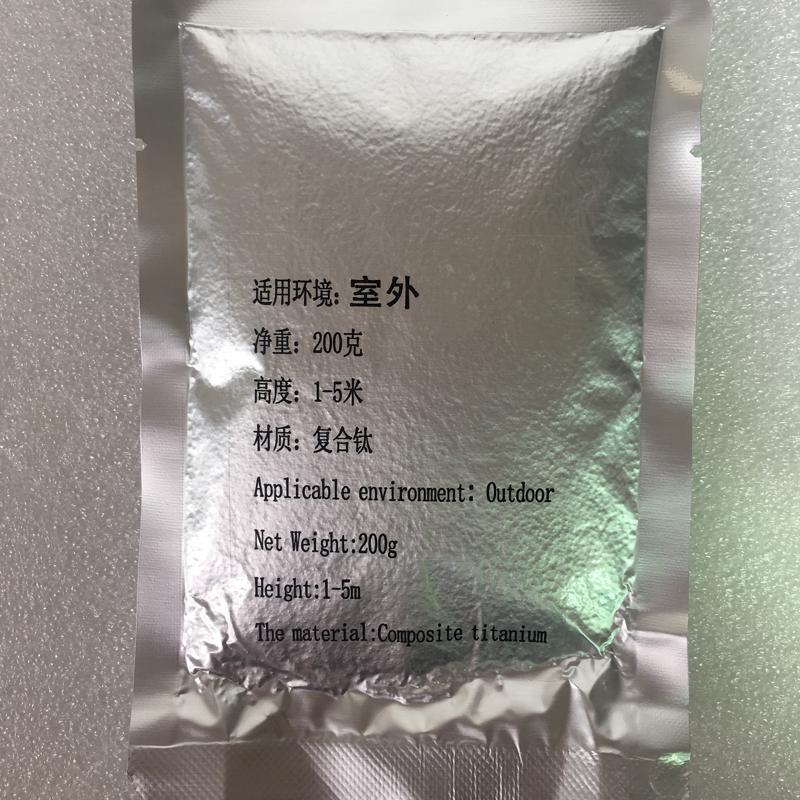 适用环境: 室外
净重: 200克
高度: 1-5米
材质: 复合钛
Applicable environment: Outdoor
Net Weight:200g
Height:1-5m
The material:Composite titanium